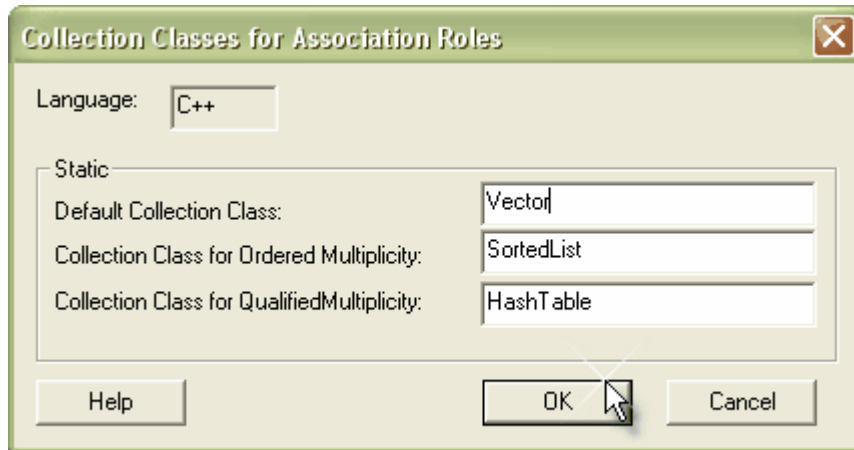 Collection Classes for Association Roles
Language: C++
Static
Default Collection Class: Vector
Collection Class for Ordered Multiplicity: SortedList
Collection Class for QualifiedMultiplicity: HashTable
Help OK Cancel